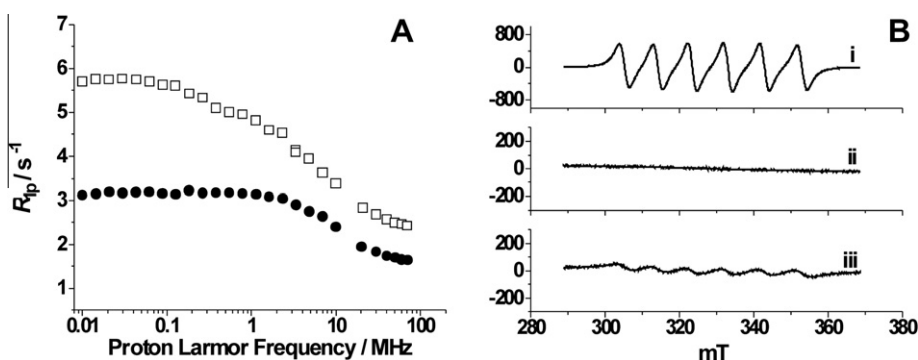 A
7
6
5
4
3
2
1
R1p / s-1
0.01 0.1 1 10 100
Proton Larmor Frequency / MHz
B
800
0
-800
i
200
0
-200
ii
200
0
-200
iii
280 300 320 340 360 380
mT